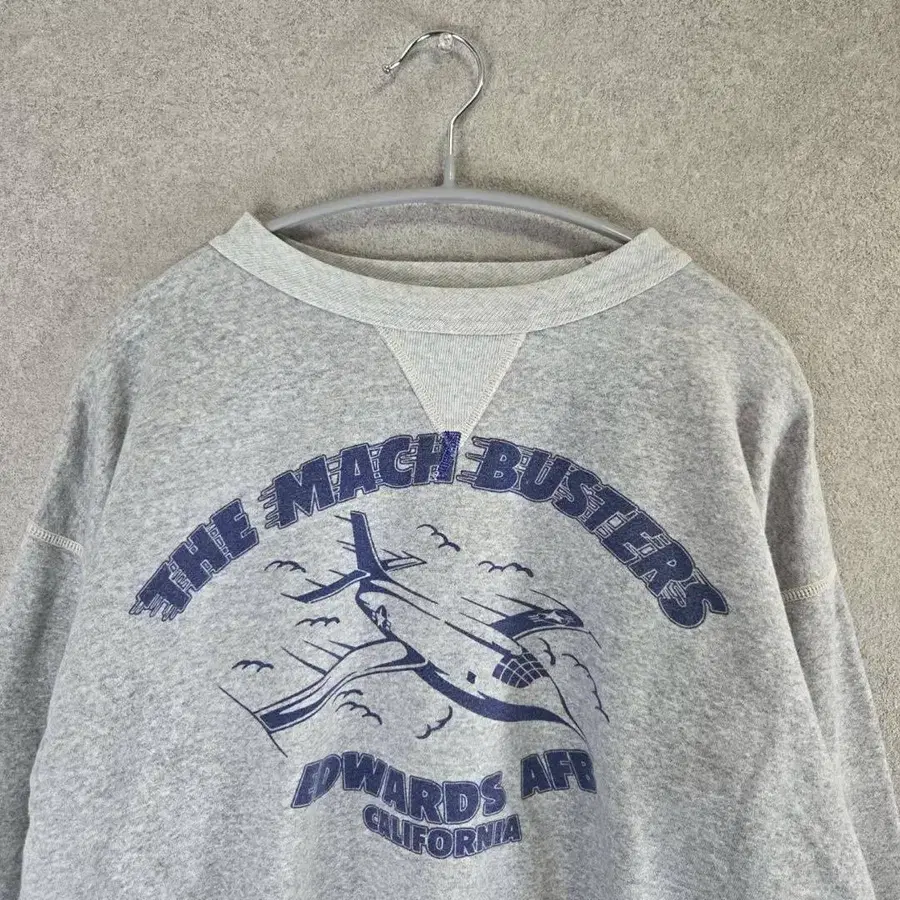 THE MACH BUSTERS
EDWARDS AFB
CALIFORNIA